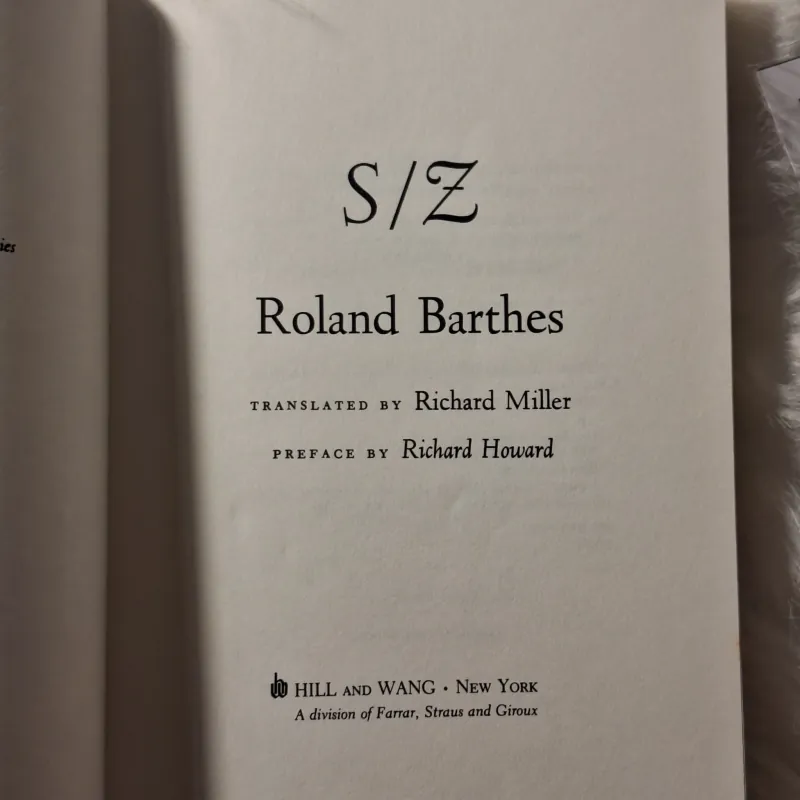 S/Z
Roland Barthes
TRANSLATED BY Richard Miller
PREFACE BY Richard Howard
HILL AND WANG • NEW YORK
A division of Farrar, Straus and Giroux